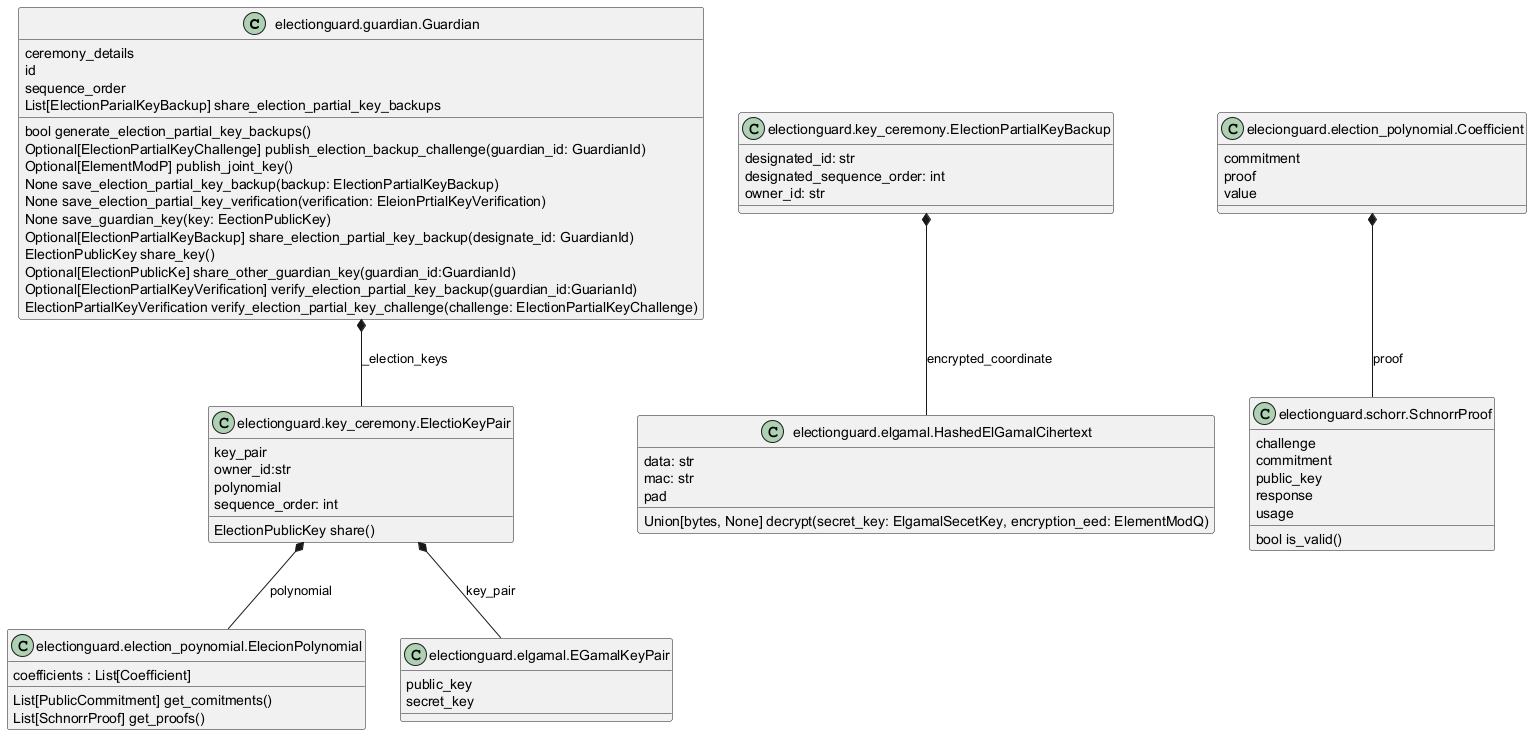 C electionguard.guardian.Guardian
ceremony_details
id
sequence_order
List[ElectionParialKeyBackup] share_election_partial_key_backups
bool generate_election_partial_key_backups()
Optional[ElectionPartialKeyChallenge] publish_election_backup_challenge(guardian_id: GuardianId)
Optional[ElementModP] publish_joint_key()
None save_election_partial_key_backup(backup: ElectionPartialKeyBackup)
None save_election_partial_key_verification(verification: EleionPrtialKeyVerification)
None save_guardian_key(key: EectionPublicKey)
Optional[ElectionPartialKeyBackup] share_election_partial_key_backup(designate_id: GuardianId)
ElectionPublicKey share_key()
Optional[ElectionPublicKe] share_other_guardian_key(guardian_id:GuardianId)
Optional[ElectionPartialKeyVerification] verify_election_partial_key_backup(guardian_id:GuarianId)
ElectionPartialKeyVerification verify_election_partial_key_challenge(challenge: ElectionPartialKeyChallenge)
C electionguard.key_ceremony.ElectionPartialKeyBackup
designated_id: str
designated_sequence_order: int
owner_id: str
C elecionguard.election_polynomial.Coefficient
commitment
proof
value
_election_keys
encrypted_coordinate
proof
C electionguard.key_ceremony.ElectioKeyPair
key_pair
owner_id:str
polynomial
sequence_order: int
ElectionPublicKey share()
C electionguard.elgamal.HashedElGamalCihertext
data: str
mac: str
pad
Union[bytes, None] decrypt(secret_key: ElgamalSecetKey, encryption_eed: ElementModQ)
C electionguard.schorr.SchnorrProof
challenge
commitment
public_key
response
usage
bool is_valid()
polynomial
key_pair
C electionguard.election_poynomial.ElecionPolynomial
coefficients : List[Coefficient]
List[PublicCommitment] get_comitments()
List[SchnorrProof] get_proofs()
C electionguard.elgamal.EGamalKeyPair
public_key
secret_key